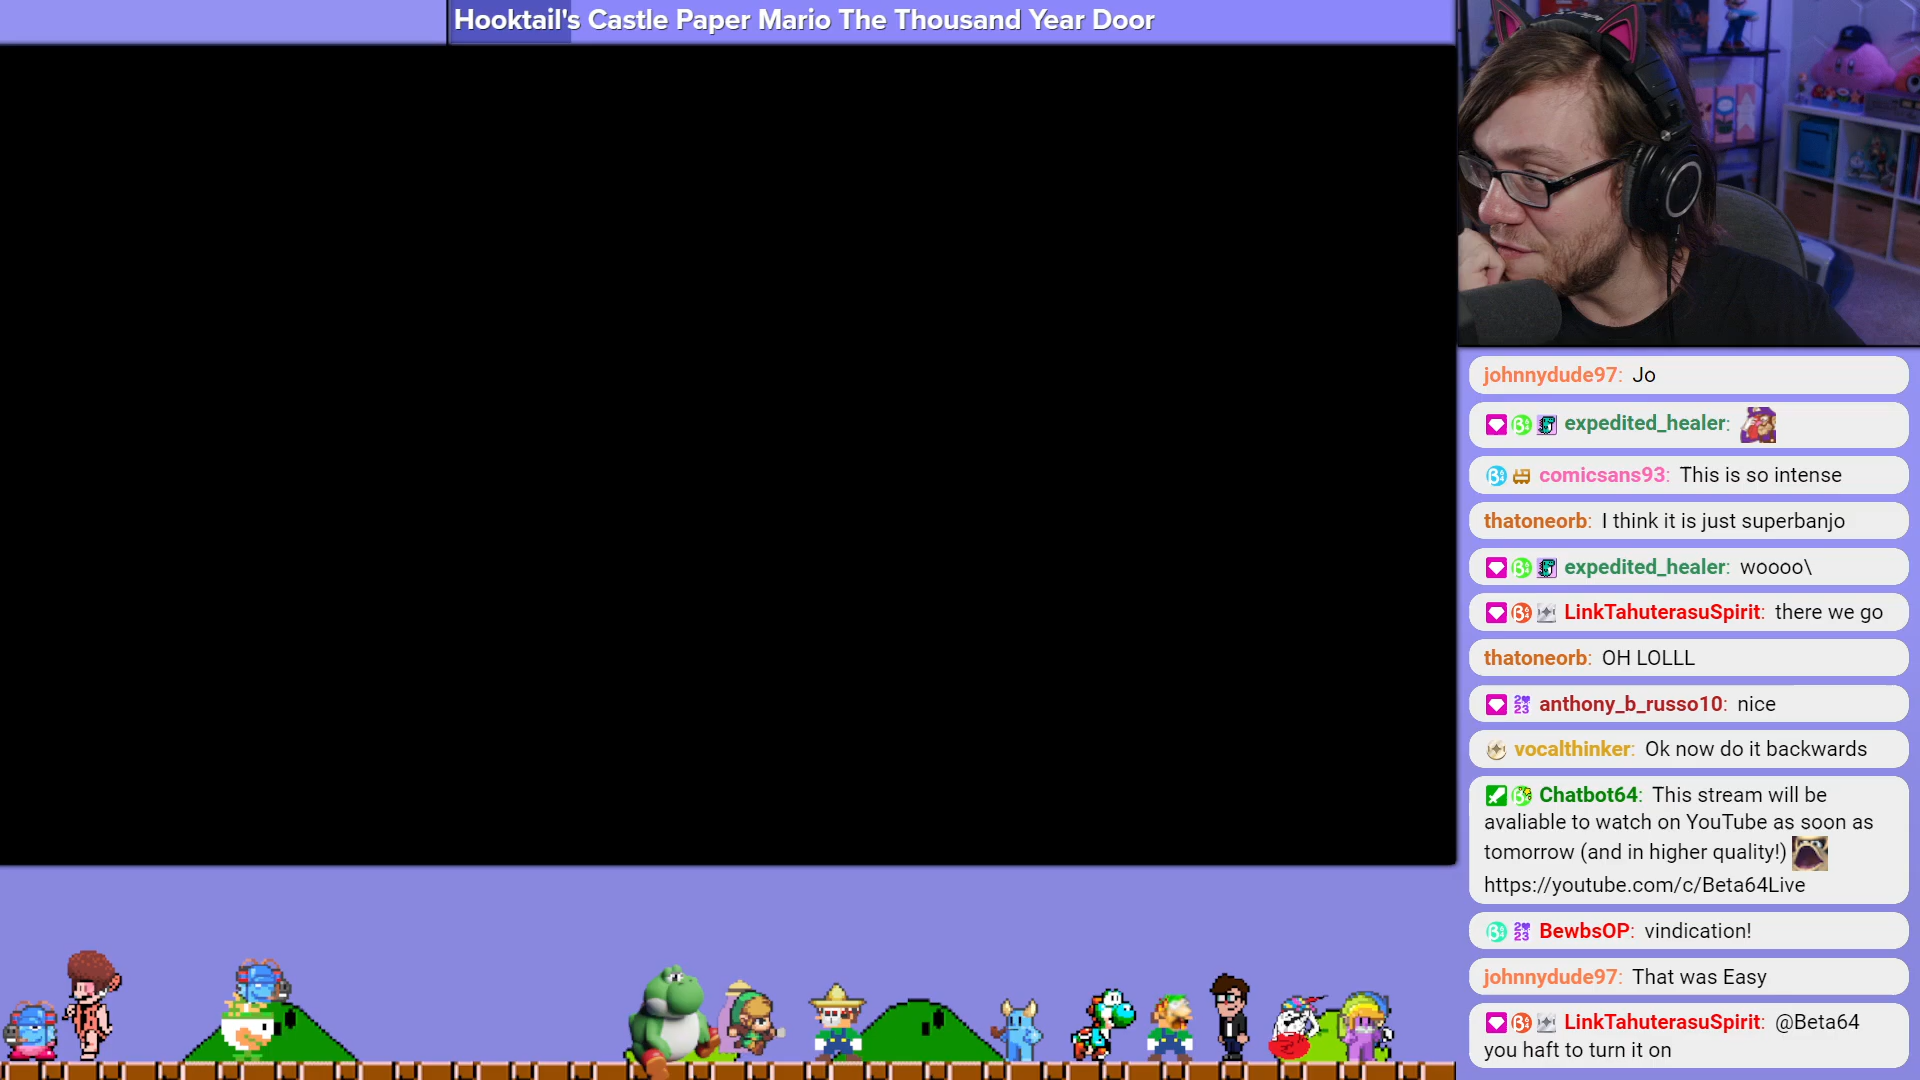 Hooktail's Castle Paper Mario The Thousand Year Door
johnnydude97: Jo
expedited_healer:
comicsans93: This is so intense
thatoneorb: I think it is just superbanjo
expedited_healer: woooo\
LinkTahuterasuSpirit: there we go
thatoneorb: OH LOLLL
anthony_b_russo10: nice
vocalthinker: Ok now do it backwards
Chatbot64: This stream will be
avaliable to watch on YouTube as soon as
tomorrow (and in higher quality!)
https://youtube.com/c/Beta64Live
BewbsOP: vindication!
johnnydude97: That was Easy
LinkTahuterasuSpirit: @Beta64
you haft to turn it on